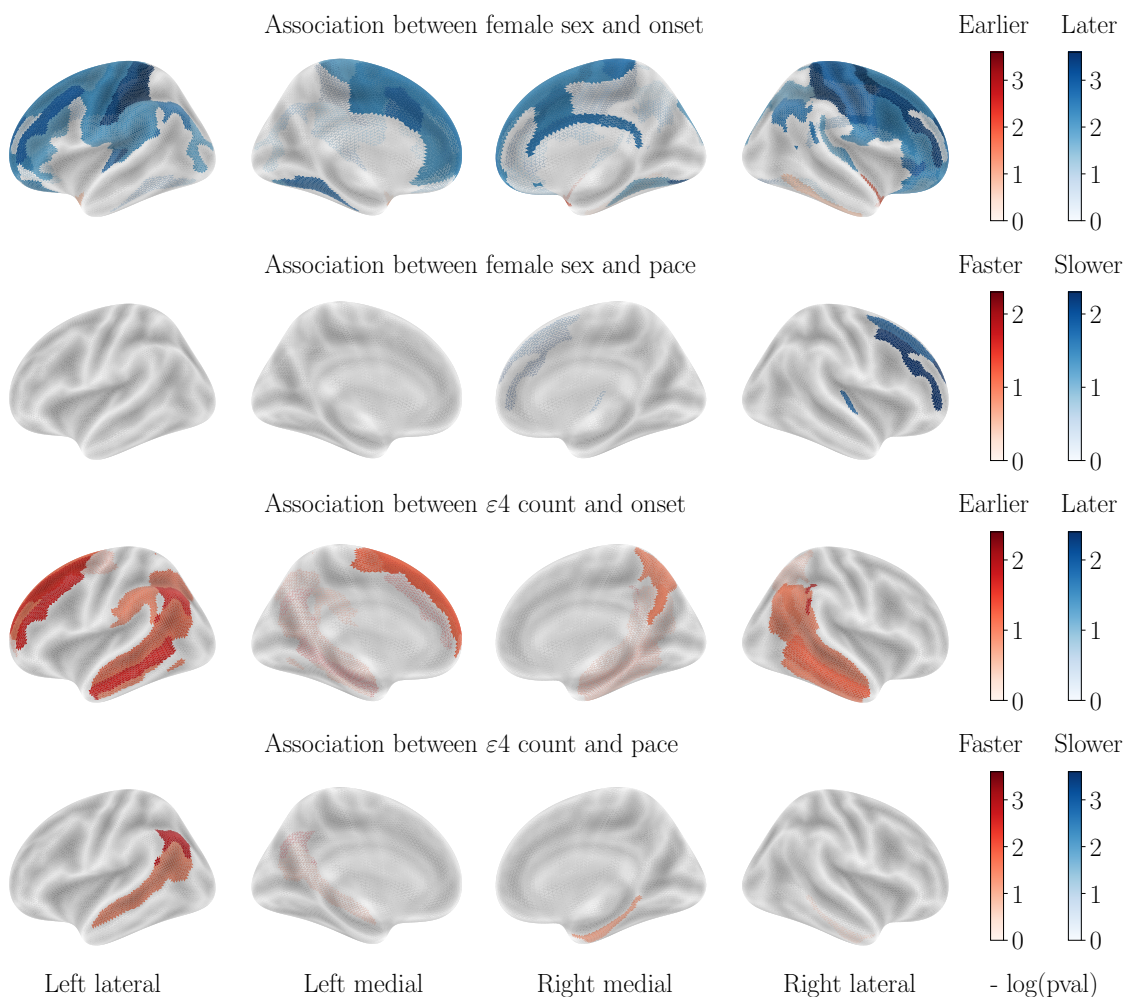 Association between female sex and onset
Earlier Later
3 3
2 2
1 1
0 0
Association between female sex and pace
Faster Slower
2 2
1 1
0 0
Association between ε4 count and onset
Earlier Later
2 2
1 1
0 0
Association between ε4 count and pace
Faster Slower
3 3
2 2
1 1
0 0
Left lateral Left medial Right medial Right lateral - log(pval)